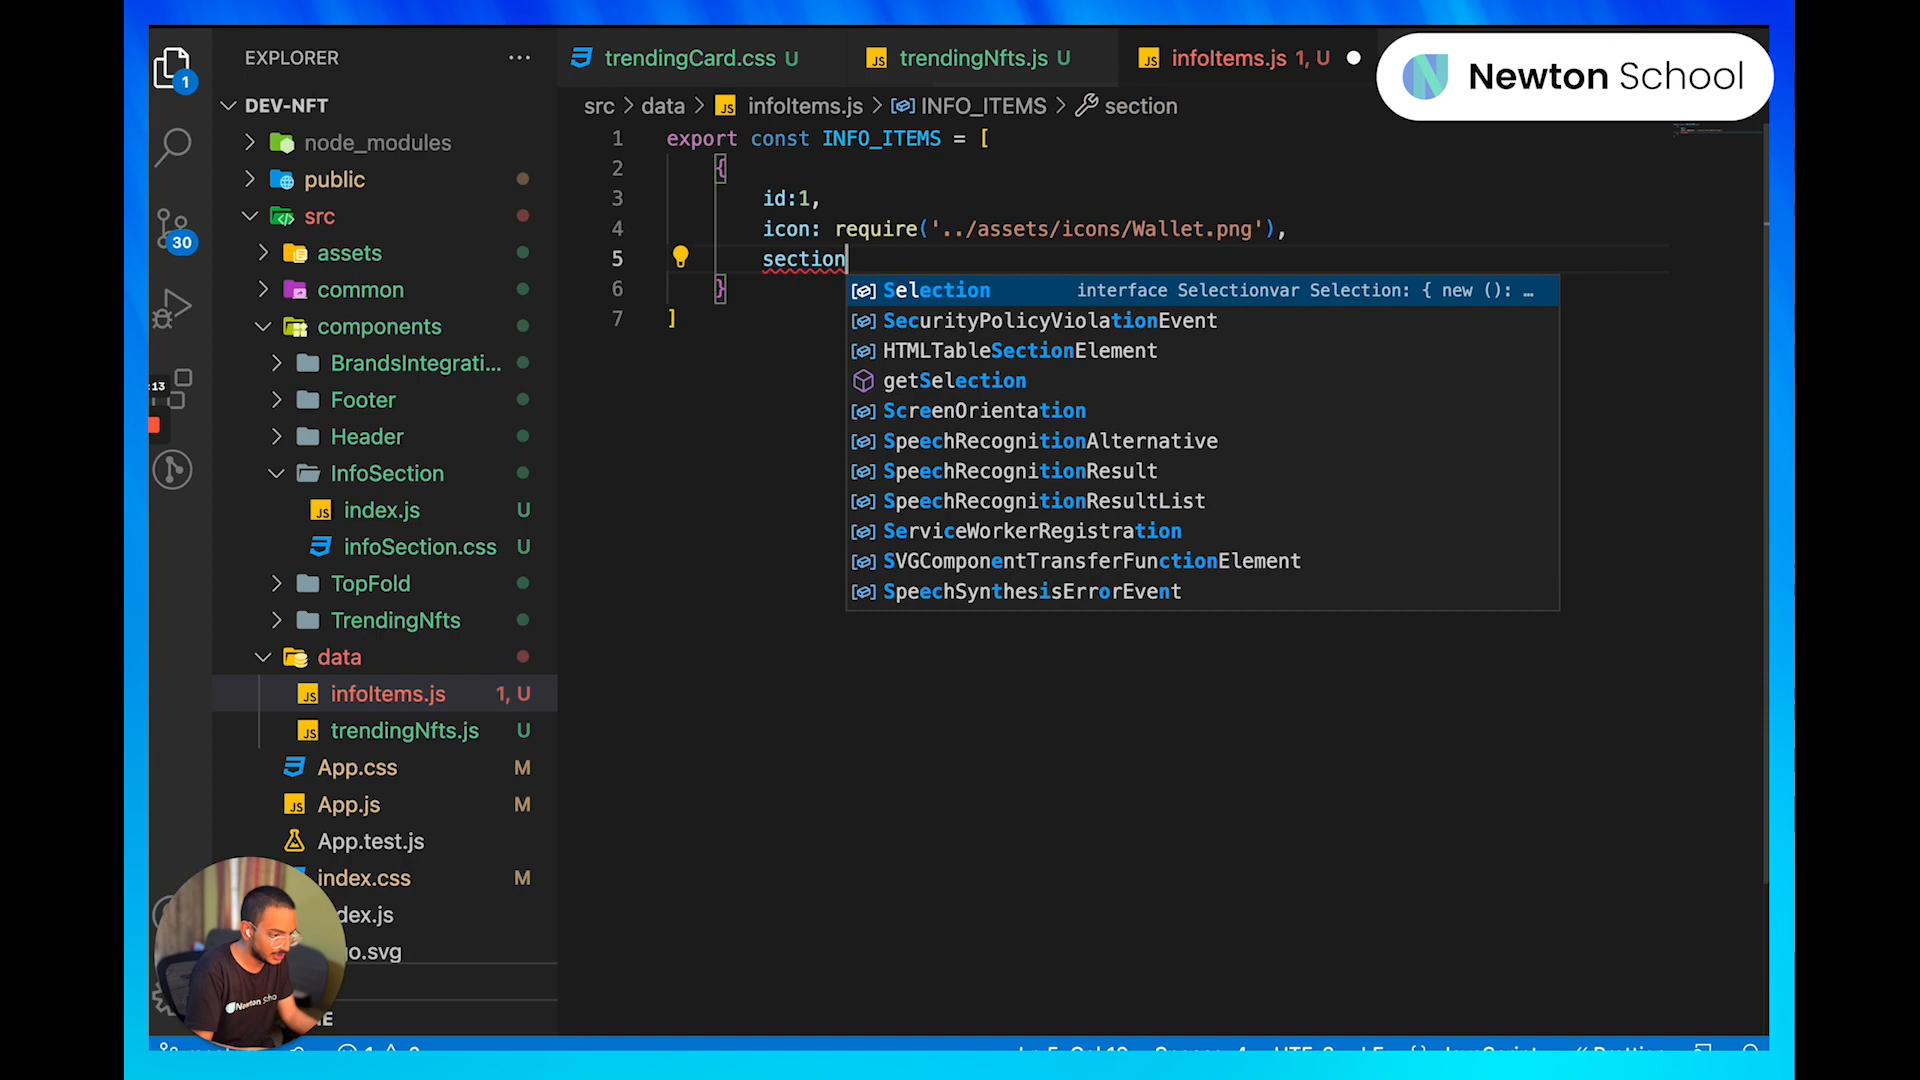 EXPLORER
trendingCard.css U
trendingNfts.js U
infoItems.js 1, U
Newton School
1
DEV-NFT
src > data > infoItems.js > INFO_ITEMS > section
node_modules
public
src
assets
common
components
BrandsIntegrati...
Footer
Header
InfoSection
index.js U
infoSection.css U
TopFold
TrendingNfts
data
infoItems.js 1, U
trendingNfts.js U
App.css M
App.js M
App.test.js
index.css M
dex.js
o.svg
30
:13
1 export const INFO_ITEMS = [
2 {
3 id:1,
4 icon: require('../assets/icons/Wallet.png'),
5 section
6 }
7 ]
Selection interface Selectionvar Selection: { new (): …
SecurityPolicyViolationEvent
HTMLTableSectionElement
getSelection
ScreenOrientation
SpeechRecognitionAlternative
SpeechRecognitionResult
SpeechRecognitionResultList
ServiceWorkerRegistration
SVGComponentTransferFunctionElement
SpeechSynthesisErrorEvent